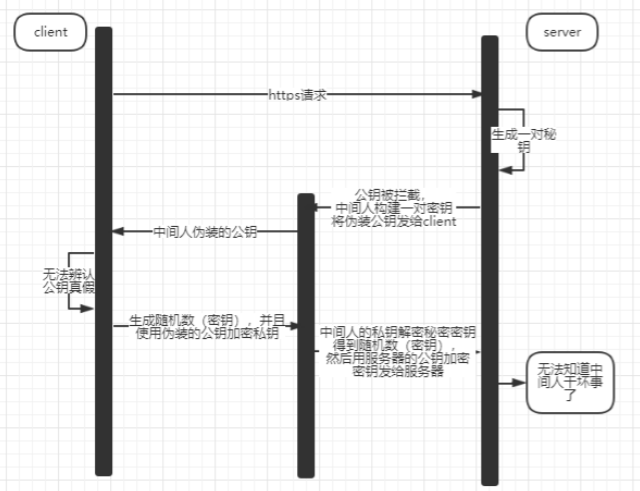 client
server
https请求
生成一对秘
钥
公钥被拦截，
中间人构建一对密钥
将伪装公钥发给client
中间人伪装的公钥
无法辨认
公钥真假
生成随机数（密钥），并且
使用伪装的公钥加密私钥
中间人的私钥解密秘密密钥
得到随机数（密钥），
然后用服务器的公钥加密
密钥发给服务器
无法知道中
间人干坏事
了